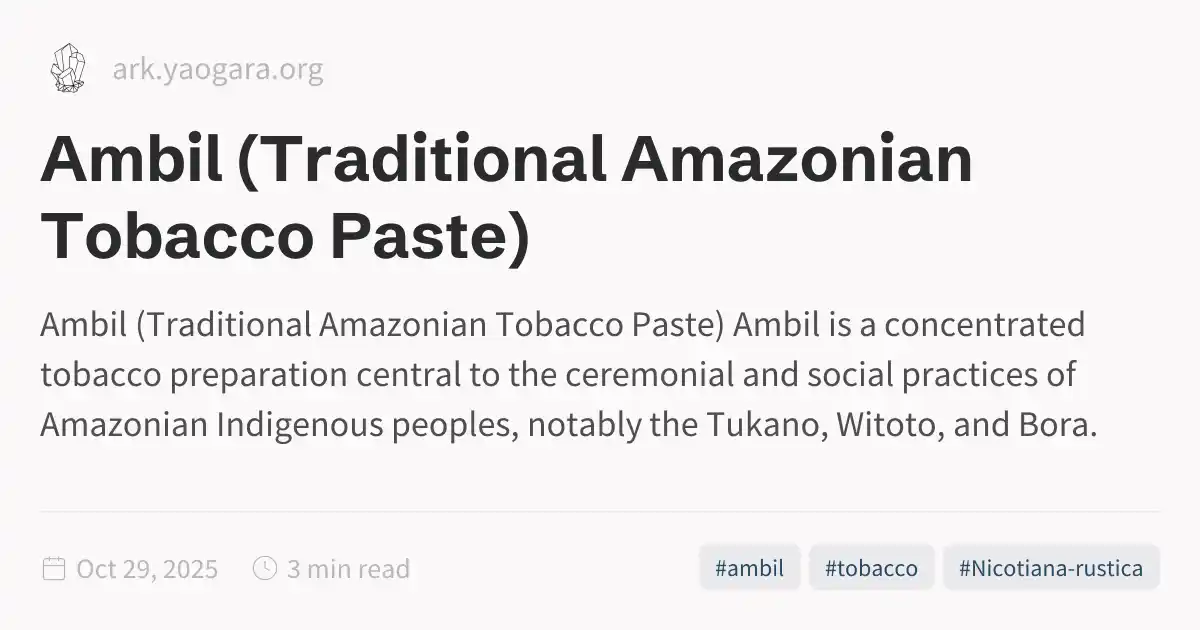 ark.yaogara.org
Ambil (Traditional Amazonian
Tobacco Paste)
Ambil (Traditional Amazonian Tobacco Paste) Ambil is a concentrated
tobacco preparation central to the ceremonial and social practices of
Amazonian Indigenous peoples, notably the Tukano, Witoto, and Bora.
Oct 29, 2025 3 min read #ambil #tobacco #Nicotiana-rustica